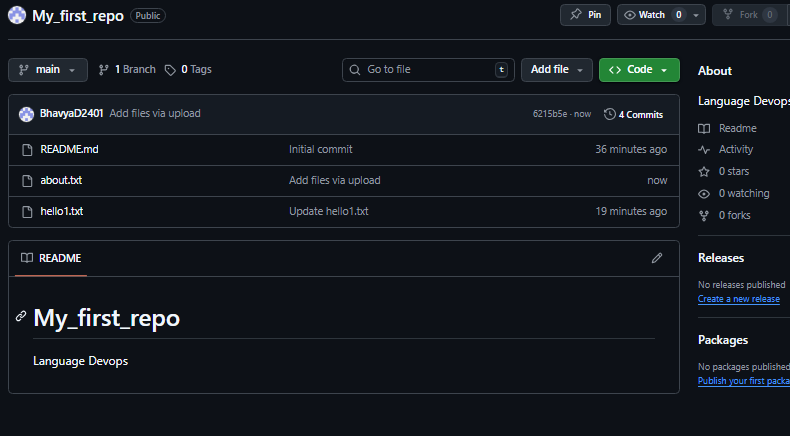 My_first_repo Public Pin Watch 0 Fork 0
main 1 Branch 0 Tags Go to file t Add file Code
BhavyaD2401 Add files via upload 6215b5e · now 4 Commits
README.md Initial commit 36 minutes ago
about.txt Add files via upload now
hello1.txt Update hello1.txt 19 minutes ago
README
My_first_repo
Language Devops
About
Language Devops
Readme
Activity
0 stars
0 watching
0 forks
Releases
No releases published
Create a new release
Packages
No packages published
Publish your first packa